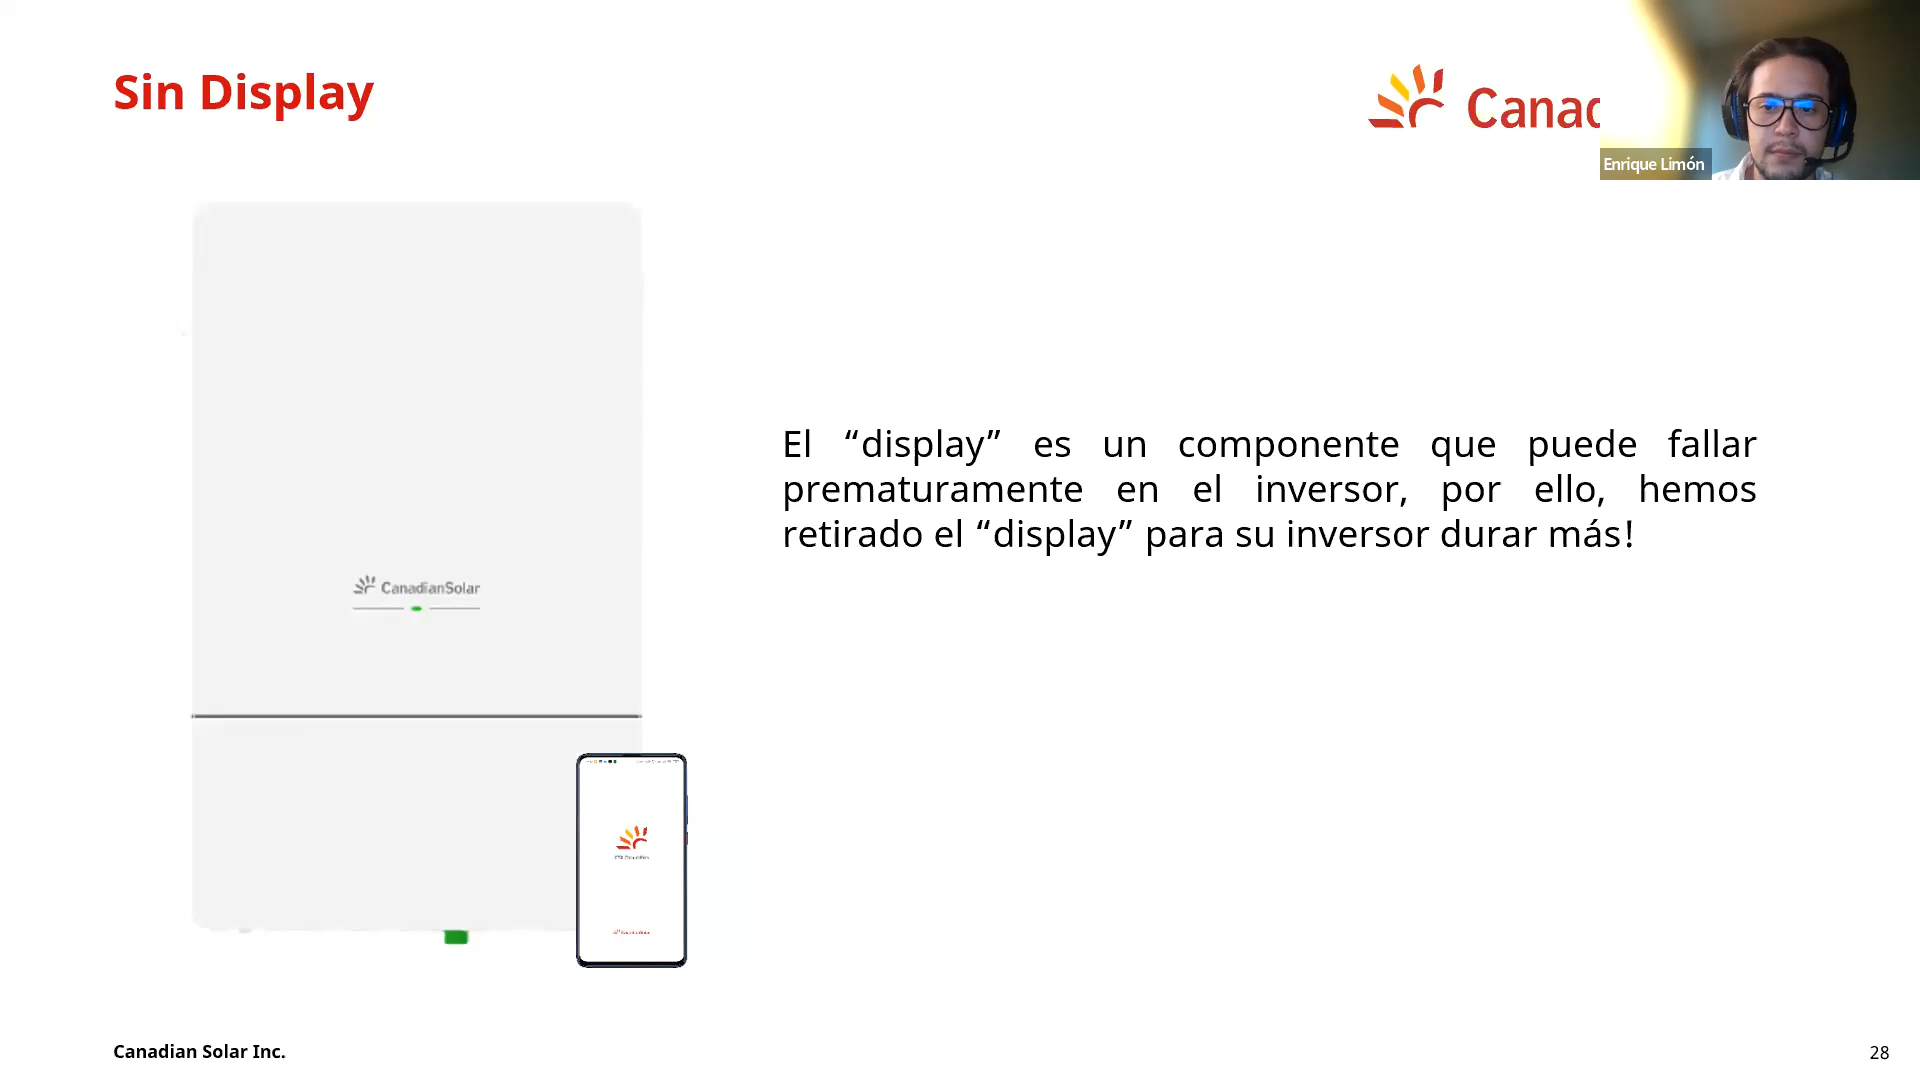 Sin Display
Canad
Enrique Limón
El “display” es un componente que puede fallar
prematuramente en el inversor, por ello, hemos
retirado el “display” para su inversor durar más!
CanadianSolar
Canadian Solar Inc.
28